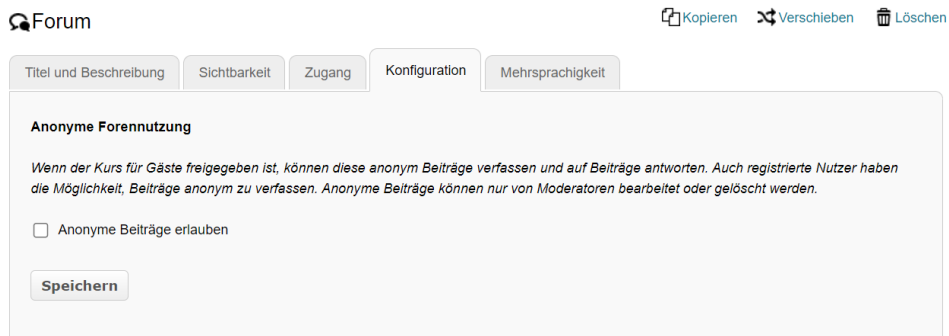 Forum
Kopieren Verschieben Löschen
Titel und Beschreibung Sichtbarkeit Zugang Konfiguration Mehrsprachigkeit
Anonyme Forennutzung
Wenn der Kurs für Gäste freigegeben ist, können diese anonym Beiträge verfassen und auf Beiträge antworten. Auch registrierte Nutzer haben
die Möglichkeit, Beiträge anonym zu verfassen. Anonyme Beiträge können nur von Moderatoren bearbeitet oder gelöscht werden.
Anonyme Beiträge erlauben
Speichern